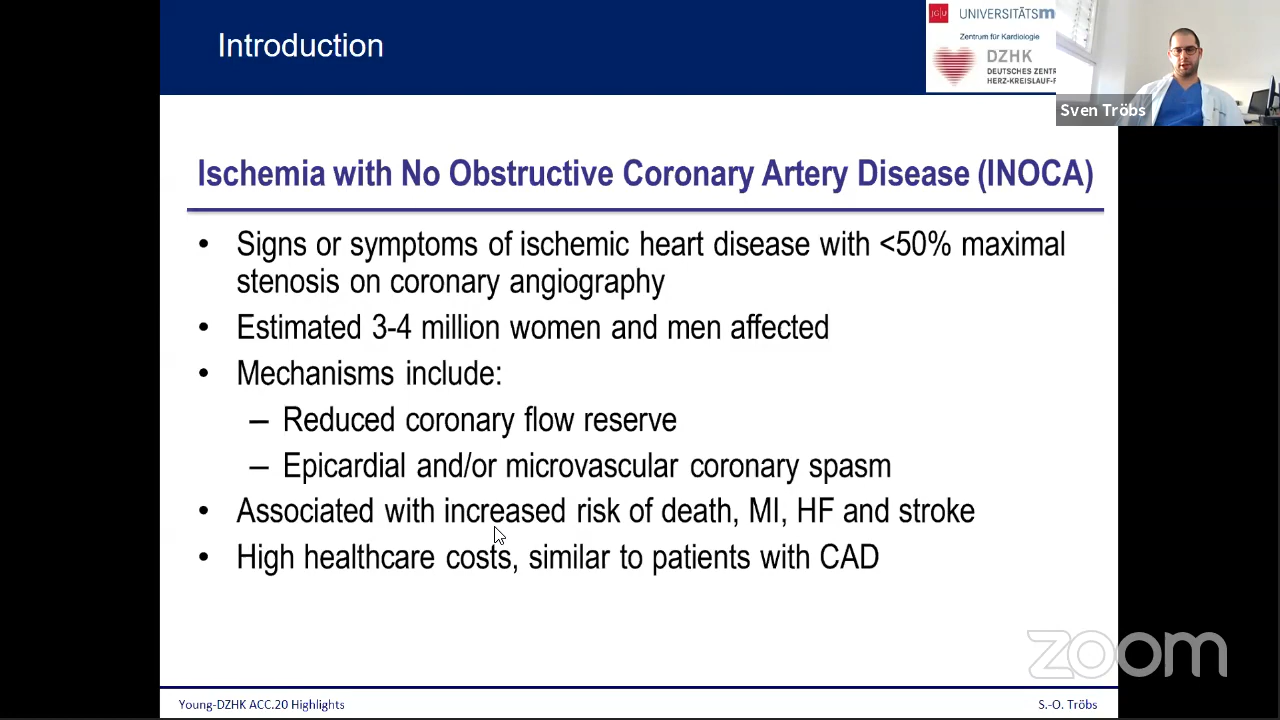 Introduction
JGU UNIVERSITÄTSm
Zentrum für Kardiologie
DZHK
DEUTSCHES ZENTR
HERZ-KREISLAUF-F
Sven Tröbs
Ischemia with No Obstructive Coronary Artery Disease (INOCA)
• Signs or symptoms of ischemic heart disease with <50% maximal
stenosis on coronary angiography
• Estimated 3-4 million women and men affected
• Mechanisms include:
– Reduced coronary flow reserve
– Epicardial and/or microvascular coronary spasm
• Associated with increased risk of death, MI, HF and stroke
• High healthcare costs, similar to patients with CAD
zoom
Young-DZHK ACC.20 Highlights
S.-O. Tröbs